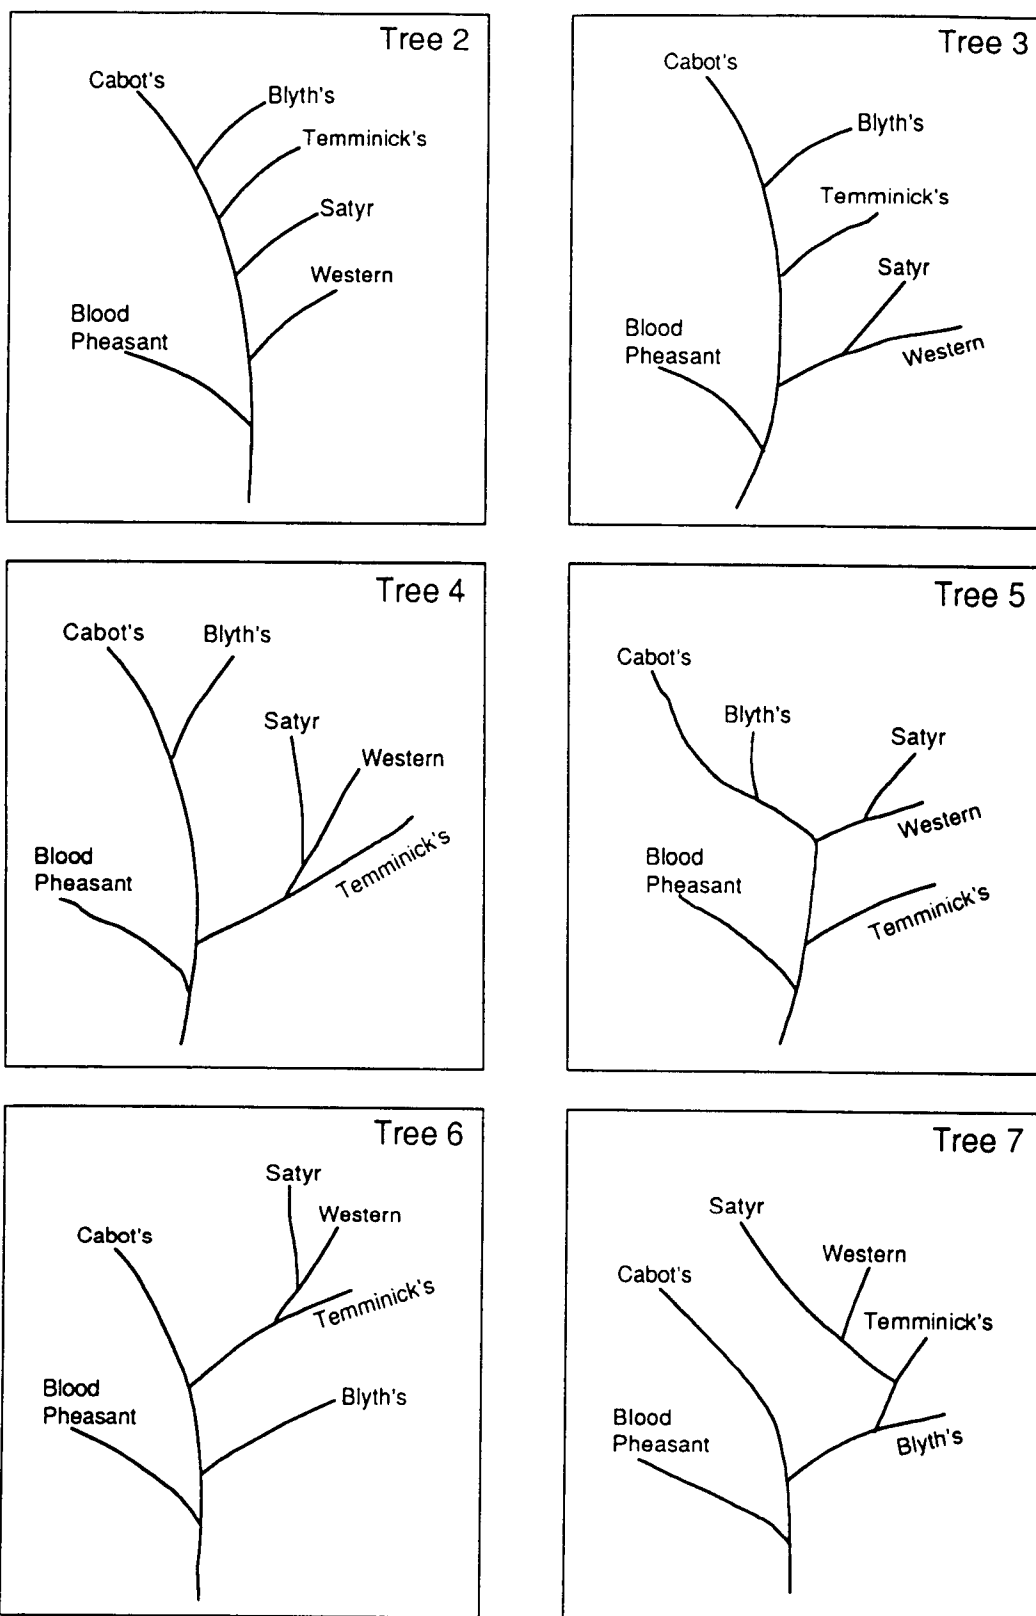 Tree 2
Cabot's
Blyth's
Temminick's
Satyr
Western
Blood
Pheasant
Tree 3
Cabot's
Blyth's
Temminick's
Satyr
Western
Blood
Pheasant
Tree 4
Cabot's
Blyth's
Satyr
Western
Temminick's
Blood
Pheasant
Tree 5
Cabot's
Blyth's
Satyr
Western
Temminick's
Blood
Pheasant
Tree 6
Satyr
Western
Cabot's
Temminick's
Blood
Pheasant
Blyth's
Tree 7
Satyr
Western
Cabot's
Temminick's
Blood
Pheasant
Blyth's